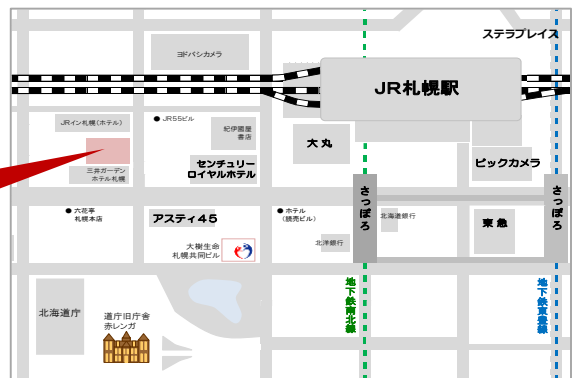 ステラプレイス
ヨドバシカメラ
JR札幌駅
JRイン札幌(ホテル)
● JR55ビル
紀伊國屋
書店
大丸
三井ガーデン
ホテル札幌
センチュリー
ロイヤルホテル
ビックカメラ
さっぽろ
さっぽろ
● 六花亭
札幌本店
アスティ45
● ホテル
(読売ビル)
北海道銀行
東急
大樹生命
札幌共同ビル
北洋銀行
地下鉄南北線
地下鉄東豊線
北海道庁
道庁旧庁舎
赤レンガ